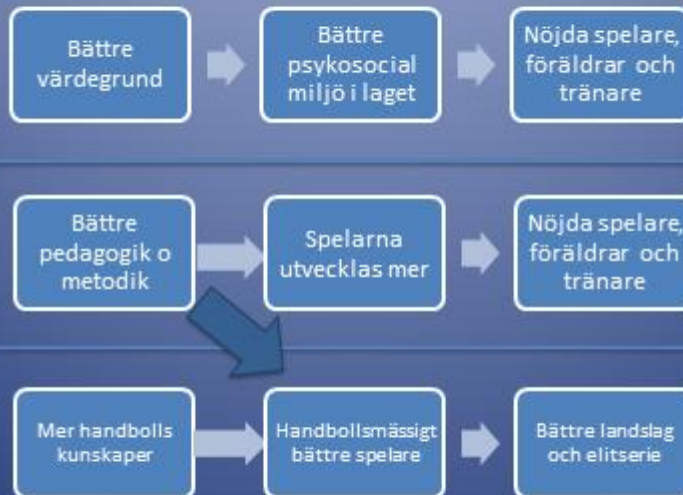 Bättre
värdegrund
Bättre
psykosocial
miljö i laget
Nöjda spelare,
föräldrar och
tränare
Bättre
pedagogik o
metodik
Spelarna
utvecklas mer
Nöjda spelare,
föräldrar och
tränare
Mer handbolls
kunskaper
Handbollsmässigt
bättre spelare
Bättre landslag
och elitserie